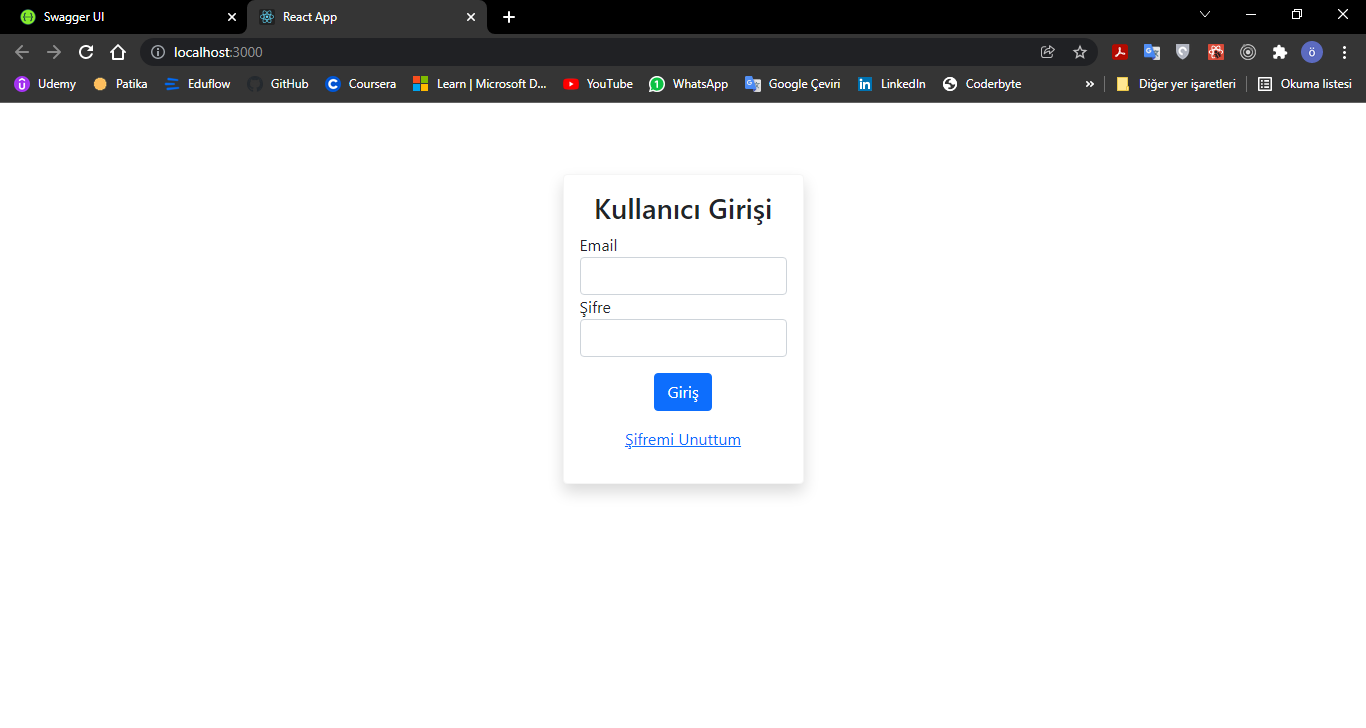 Swagger UI
React App
localhost:3000
ö
Udemy
Patika
Eduflow
GitHub
Coursera
Learn | Microsoft D...
YouTube
WhatsApp
Google Çeviri
LinkedIn
Coderbyte
»
Diğer yer işaretleri
Okuma listesi
Kullanıcı Girişi
Email
Şifre
Giriş
Şifremi Unuttum